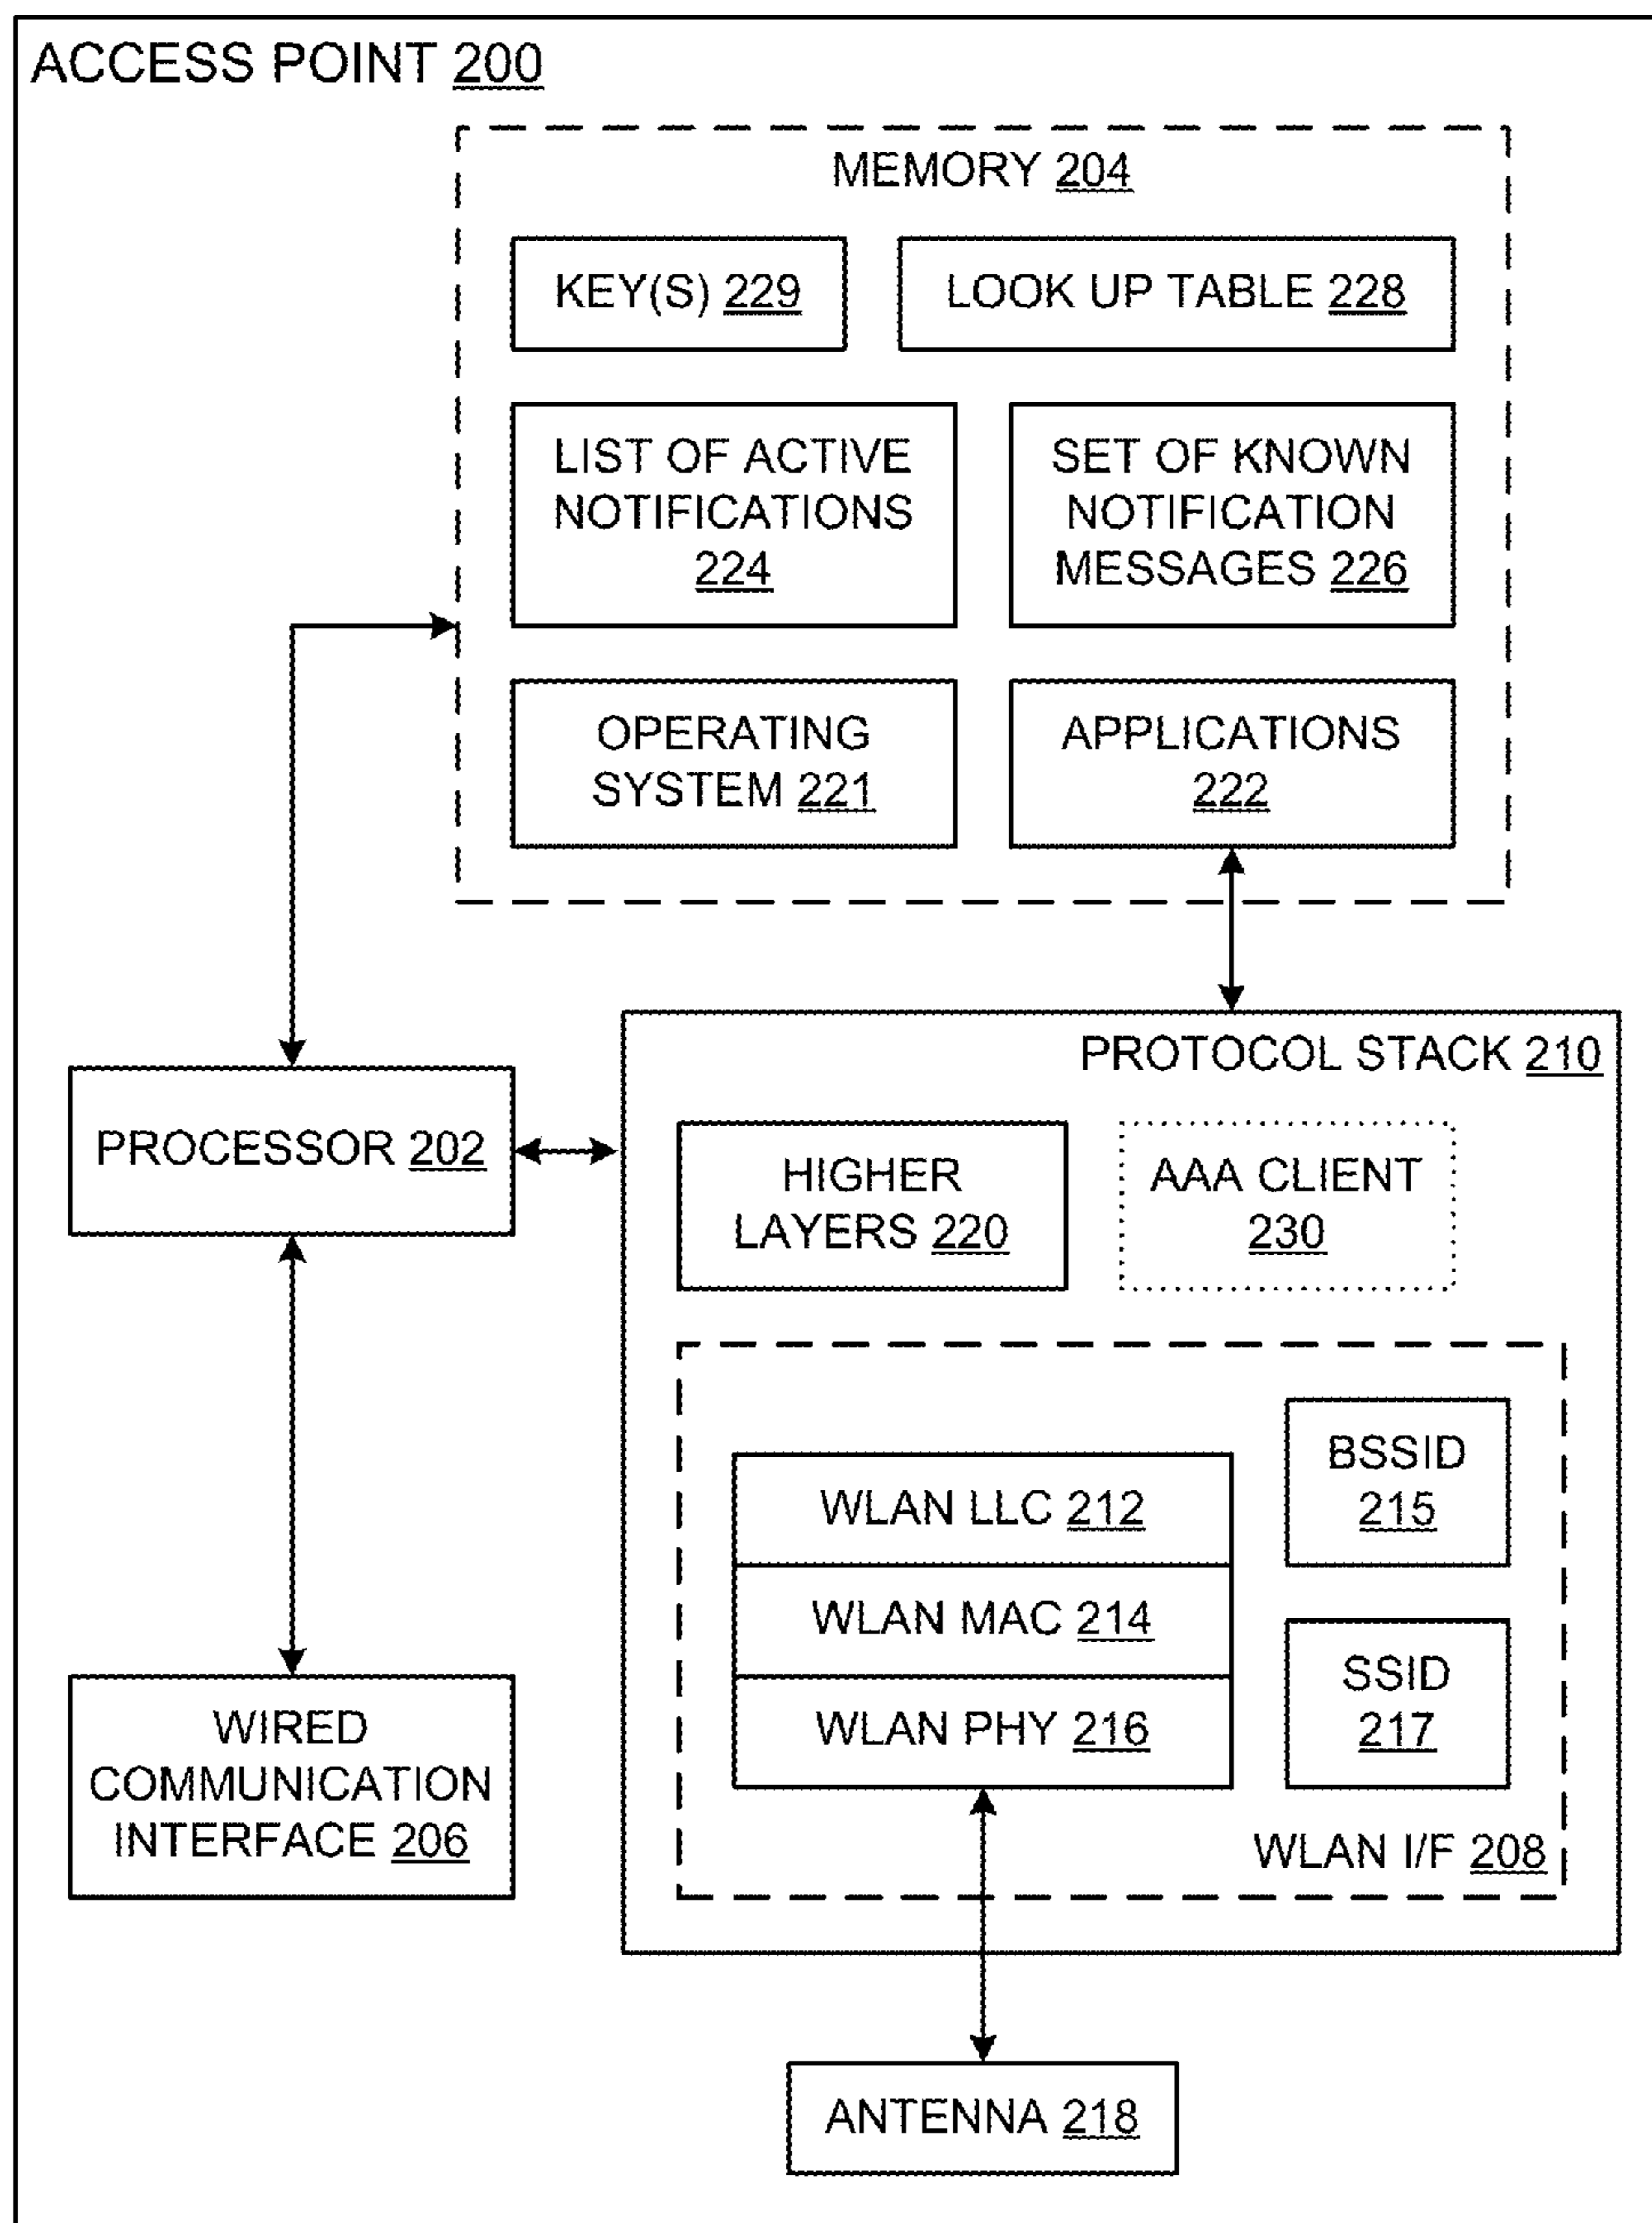 ACCESS POINT 200
MEMORY 204
KEY(S) 229
LOOK UP TABLE 228
LIST OF ACTIVE
NOTIFICATIONS
224
SET OF KNOWN
NOTIFICATION
MESSAGES 226
OPERATING
SYSTEM 221
APPLICATIONS
222
PROTOCOL STACK 210
PROCESSOR 202
HIGHER
LAYERS 220
AAA CLIENT
230
BSSID
215
WLAN LLC 212
WLAN MAC 214
WLAN PHY 216
SSID
217
WLAN I/F 208
WIRED
COMMUNICATION
INTERFACE 206
ANTENNA 218